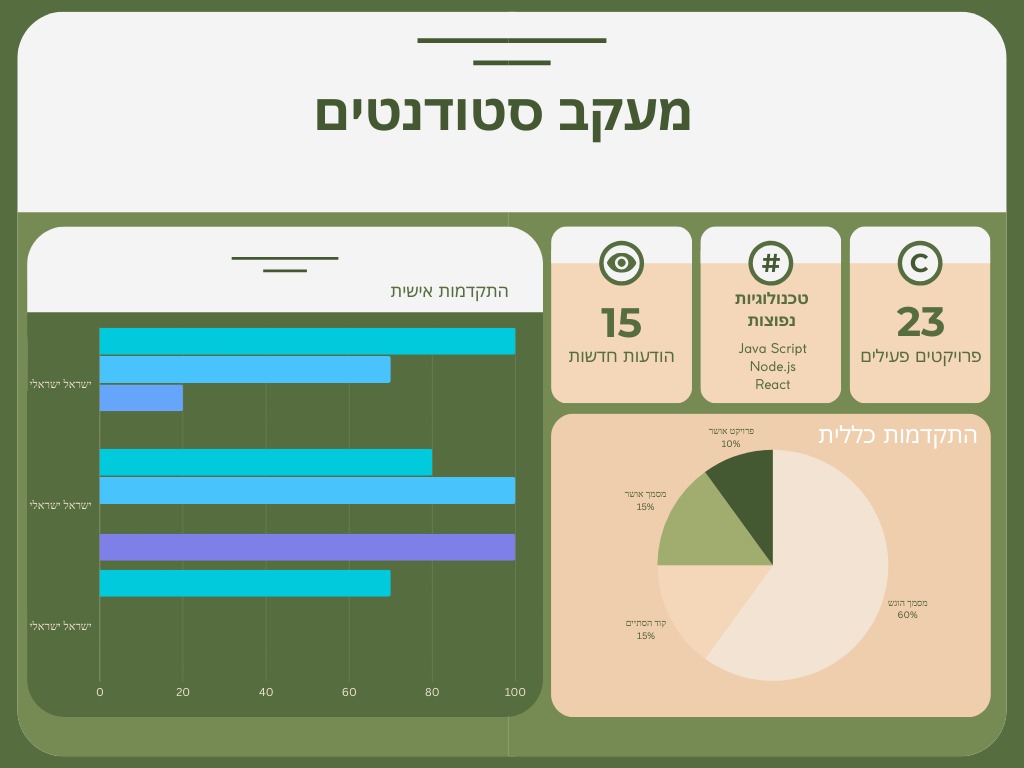 מעקב סטודנטים
C
23
פרויקטים פעילים
#
טכנולוגיות
נפוצות
Java Script
Node.js
React
15
הודעות חדשות
התקדמות כללית
פרויקט אושר
10%
מסמך אושר
15%
קוד הסתיים
15%
מסמך הוגש
60%
התקדמות אישית
ישראל ישראלי
ישראל ישראלי
ישראל ישראלי
0 20 40 60 80 100